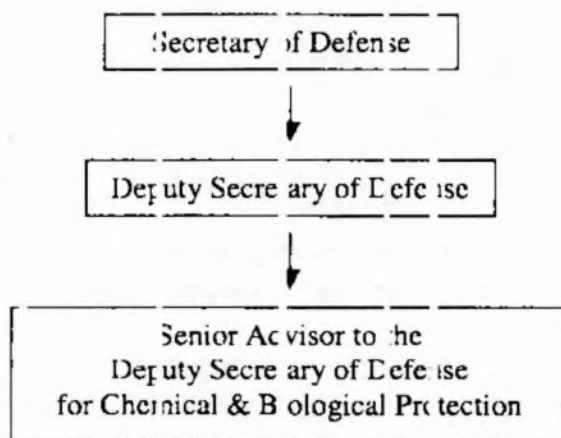 Secretary of Defense
Deputy Secretary of Defense
Senior Advisor to the
Deputy Secretary of Defense
for Chemical & Biological Protection